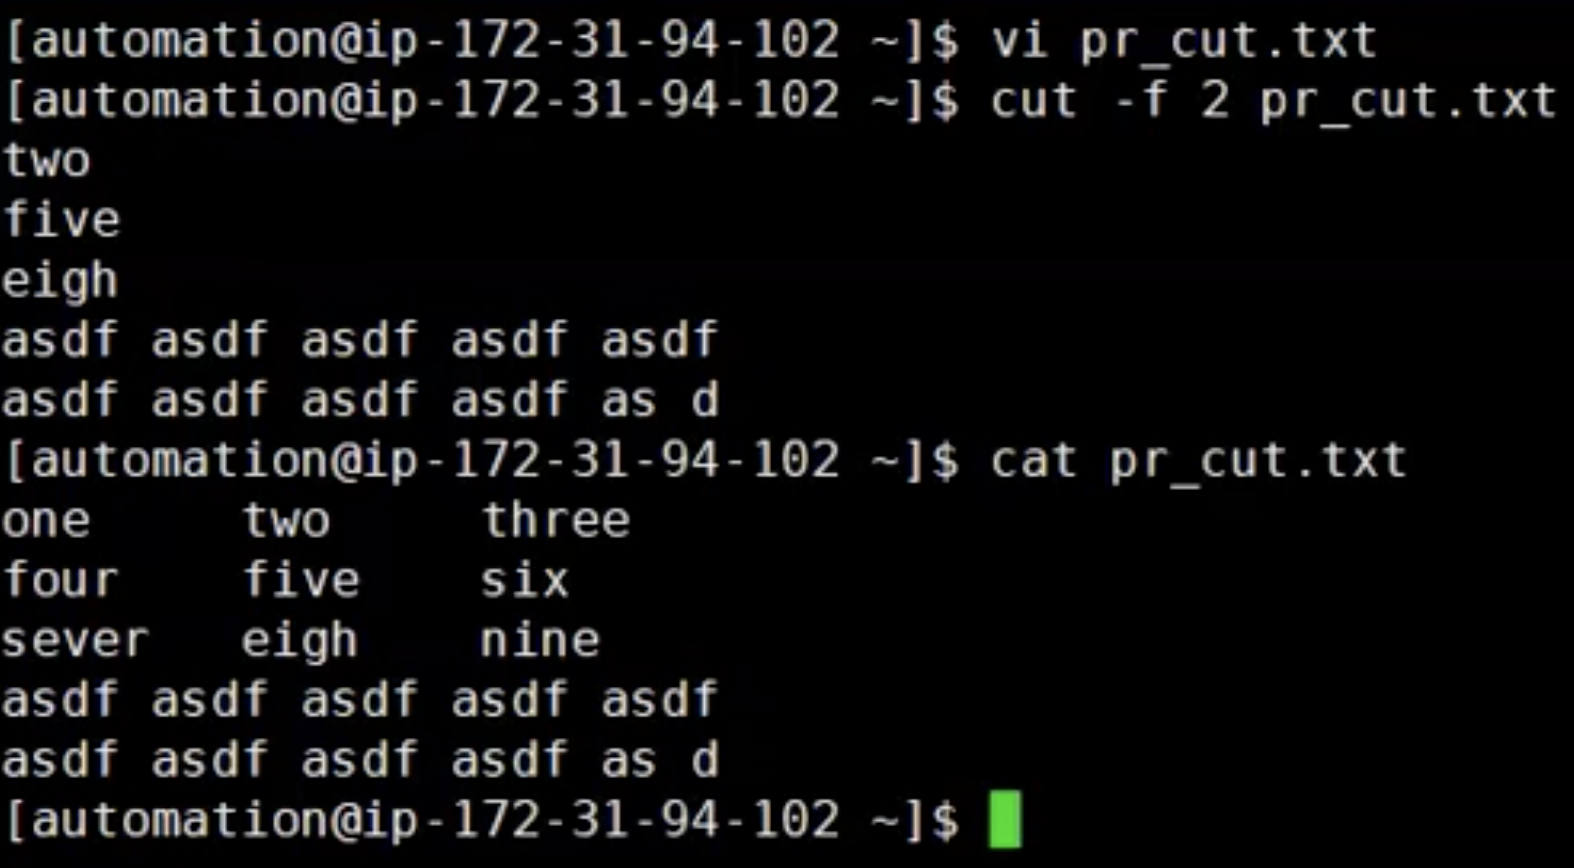 [automation@ip-172-31-94-102 ~]$ vi pr_cut.txt
[automation@ip-172-31-94-102 ~]$ cut -f 2 pr_cut.txt
two
five
eigh
asdf asdf asdf asdf asdf
asdf asdf asdf asdf as d
[automation@ip-172-31-94-102 ~]$ cat pr_cut.txt
one     two     three
four    five    six
sever   eigh    nine
asdf asdf asdf asdf asdf
asdf asdf asdf asdf as d
[automation@ip-172-31-94-102 ~]$